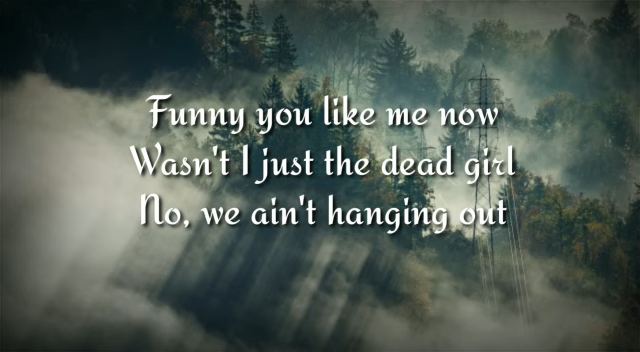 Funny you like me now
Wasn't I just the dead girl
No, we ain't hanging out